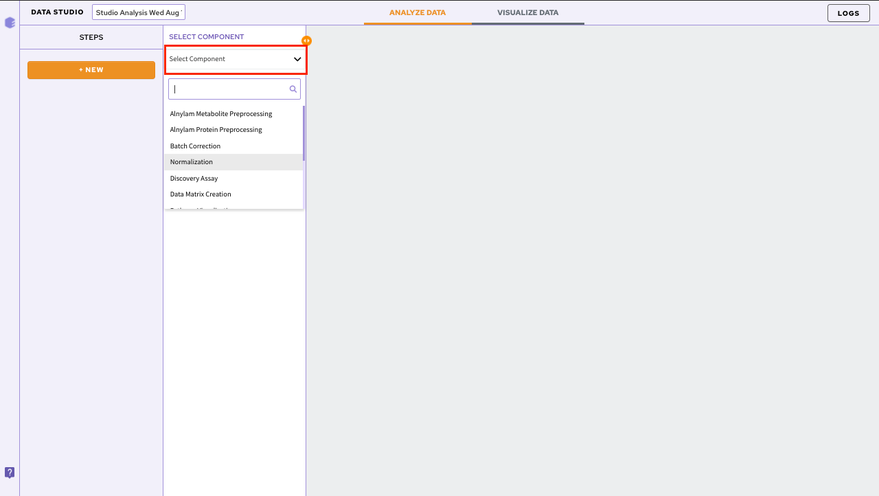 DATA STUDIO
Studio Analysis Wed Aug
ANALYZE DATA
VISUALIZE DATA
LOGS
STEPS
SELECT COMPONENT
+ NEW
Select Component
Alnylam Metabolite Preprocessing
Alnylam Protein Preprocessing
Batch Correction
Normalization
Discovery Assay
Data Matrix Creation
?